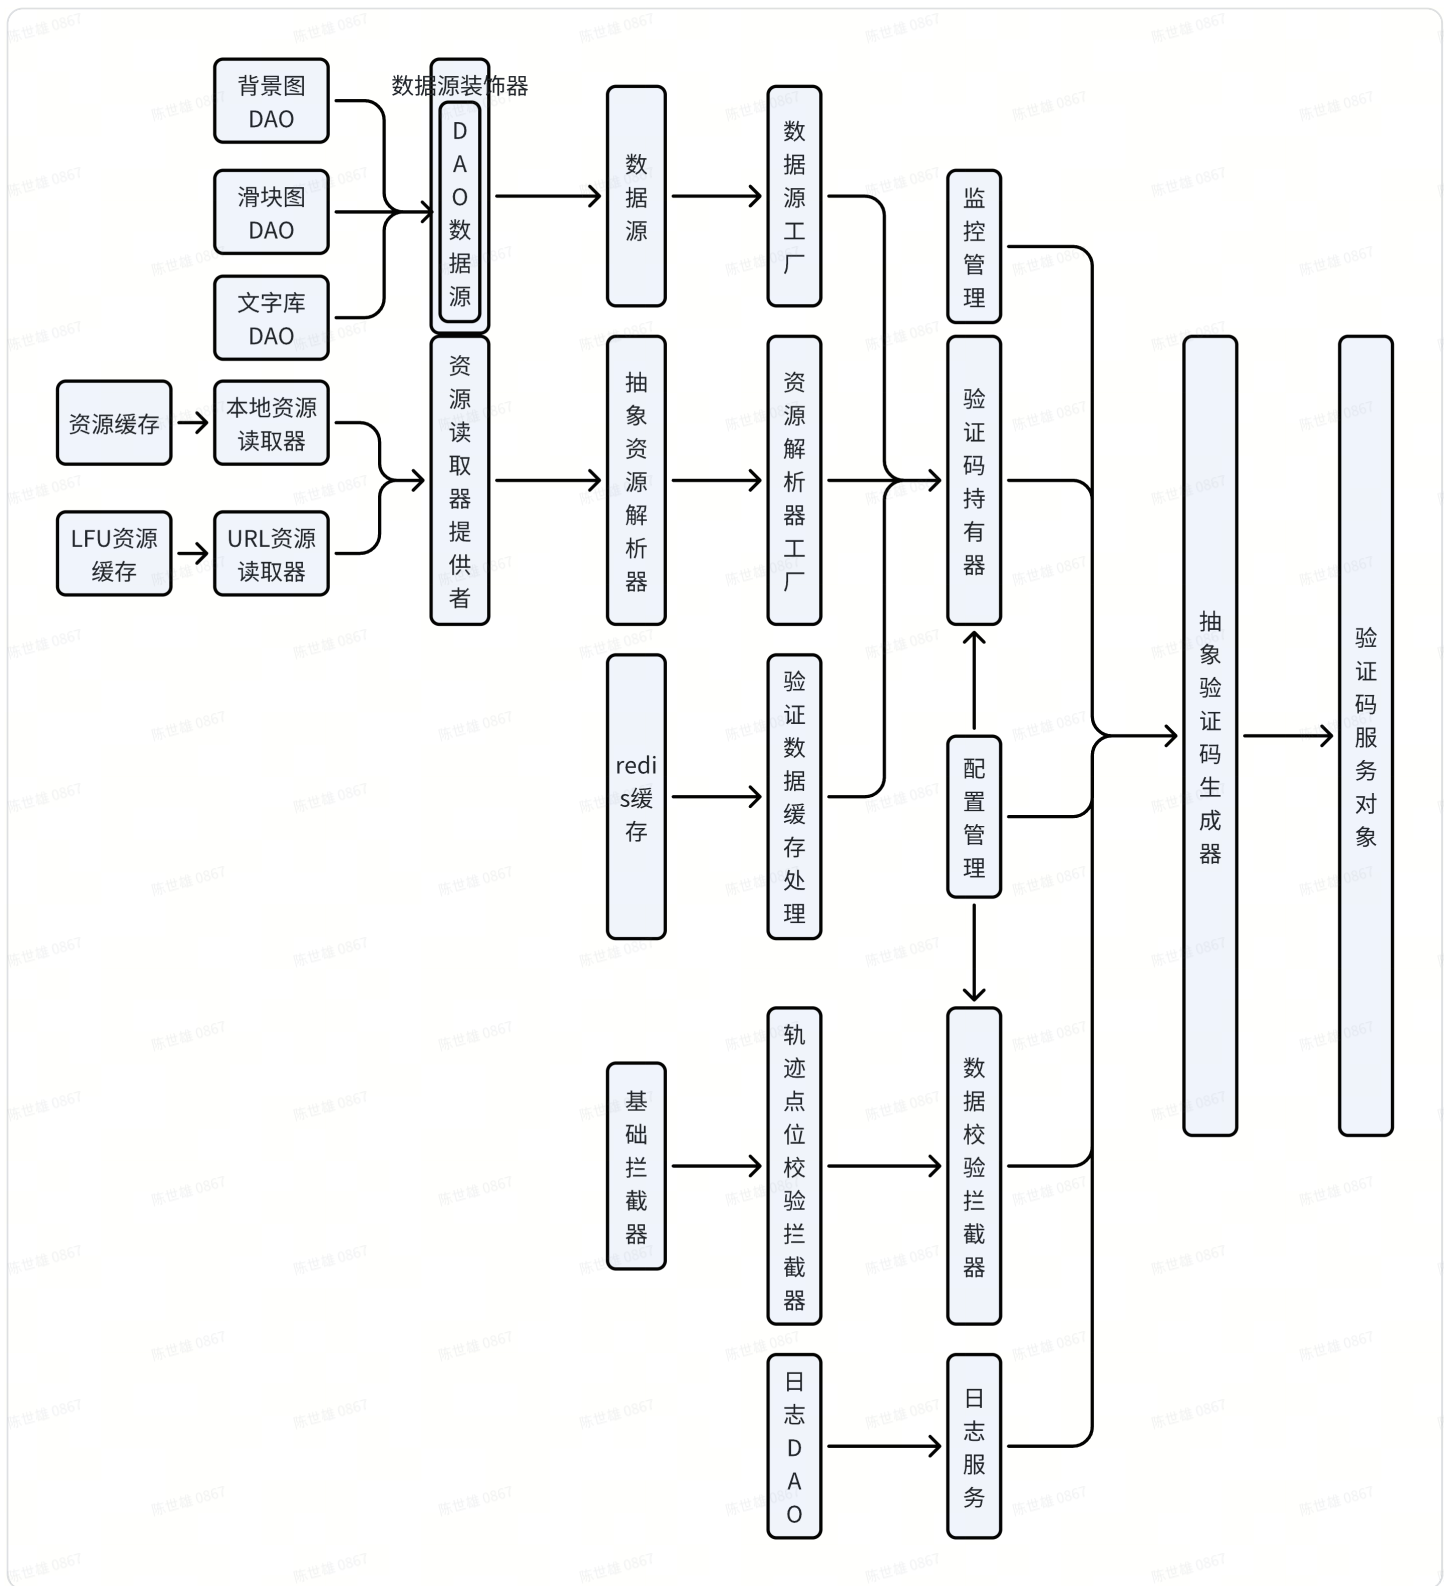 背景图
DAO
滑块图
DAO
文字库
DAO
资源缓存
本地资源
读取器
LFU资源
缓存
URL资源
读取器
数据源装饰器
DAO数据源
资源读取器提供者
数据源
抽象资源解析器
redi
s缓
存
基础拦截器
数据源工厂
资源解析器工厂
验证数据缓存处理
轨迹点位校验拦截器
日志DAO
监控管理
验证码持有器
配置管理
数据校验拦截器
日志服务
抽象验证码生成器
验证码服务对象
陈世雄 0867